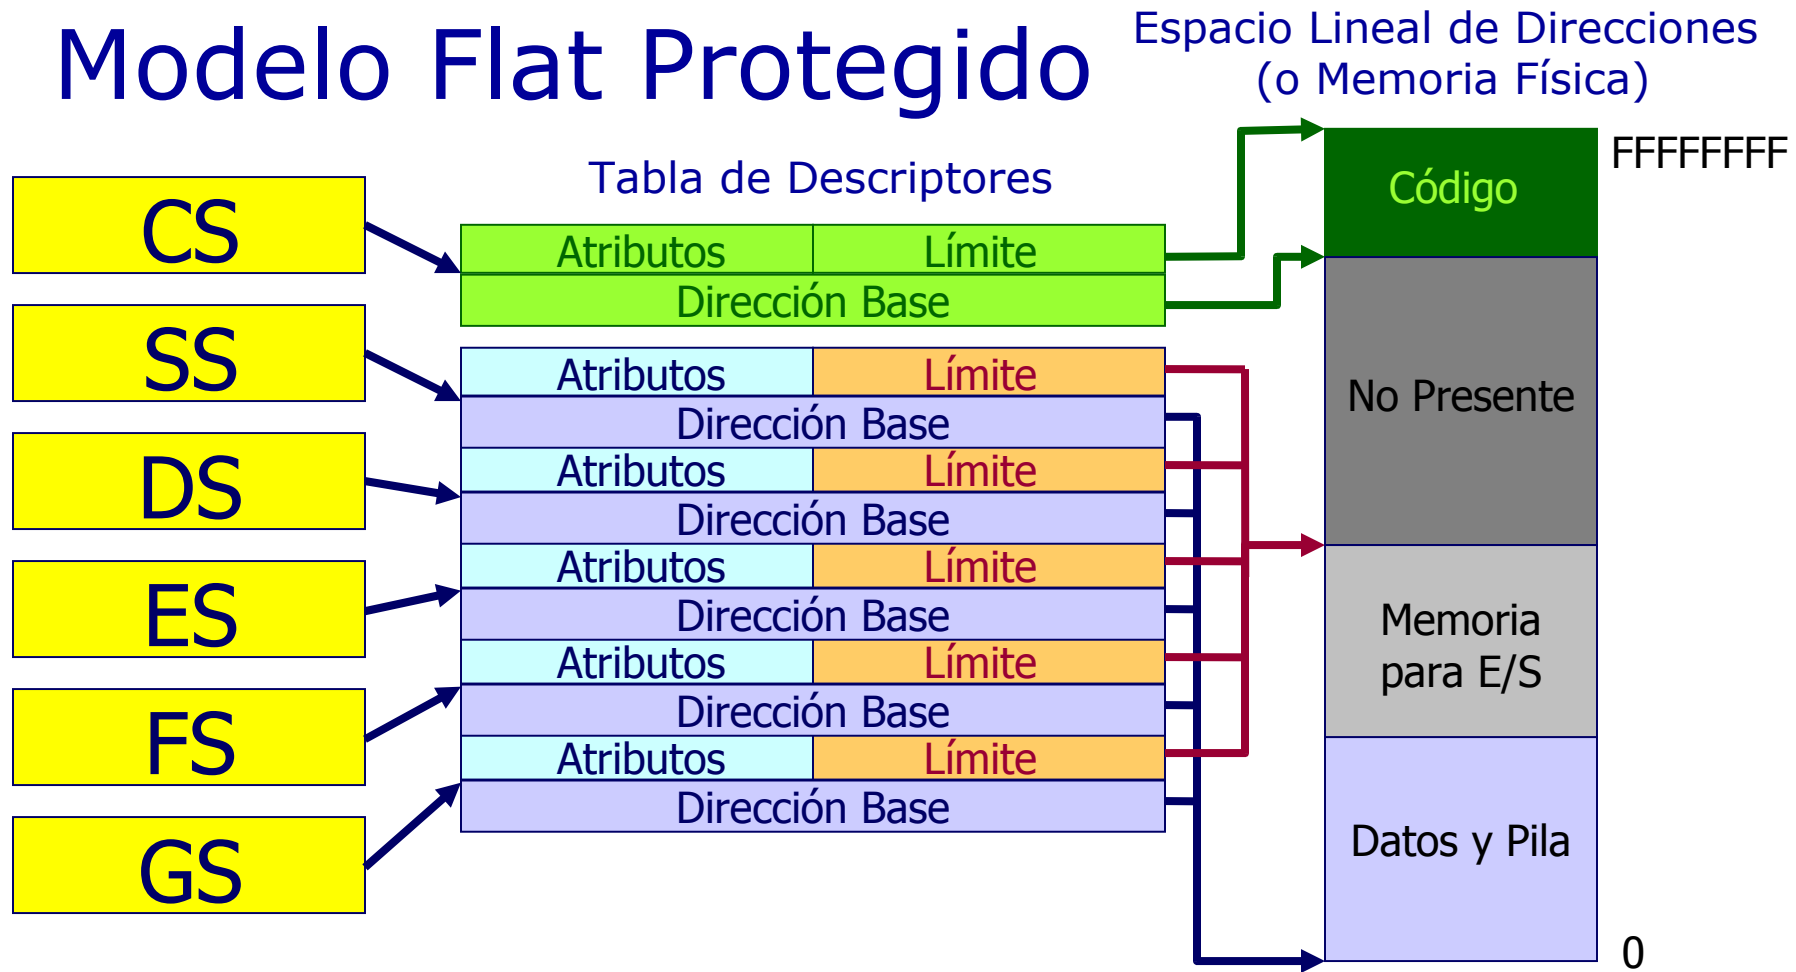 Modelo Flat Protegido
Espacio Lineal de Direcciones
(o Memoria Física)
Tabla de Descriptores
FFFFFFFF
CS
SS
DS
ES
FS
GS
Atributos Límite
Dirección Base
Atributos Límite
Dirección Base
Atributos Límite
Dirección Base
Atributos Límite
Dirección Base
Atributos Límite
Dirección Base
Atributos Límite
Dirección Base
Código
No Presente
Memoria
para E/S
Datos y Pila
0